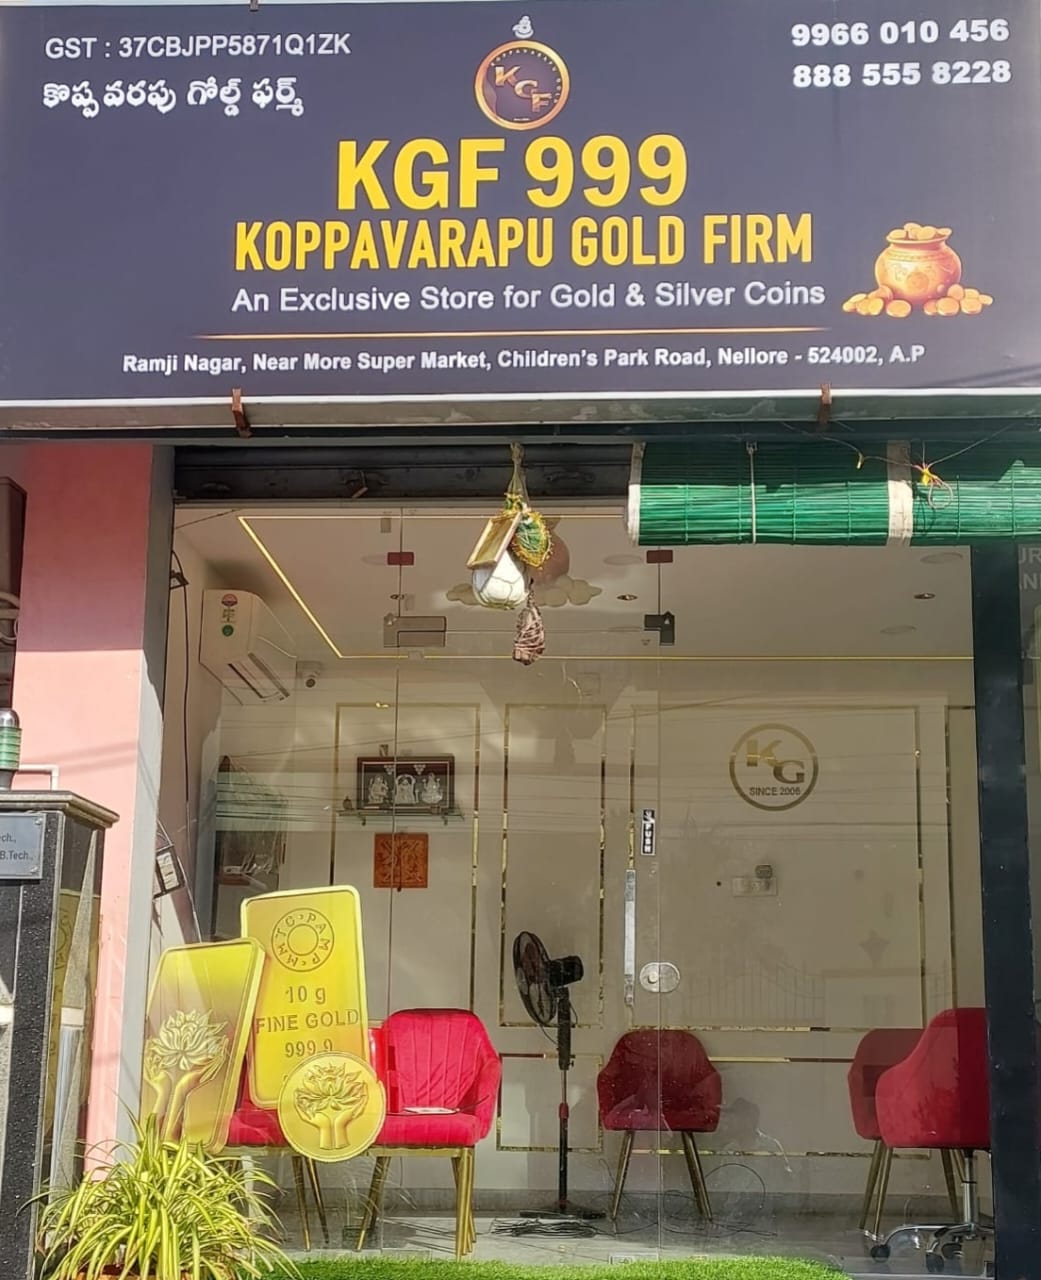 GST : 37CBJPP5871Q1ZK
9966 010 456
888 555 8228
కొప్పవరపు గోల్డ్ ఫర్మ్
KGF
KGF 999
KOPPAVARAPU GOLD FIRM
An Exclusive Store for Gold & Silver Coins
Ramji Nagar, Near More Super Market, Children's Park Road, Nellore - 524002, A.P
KG
SINCE 2006
PUSH
B.Tech.,
MMTC-PAMP
10 g
FINE GOLD
999.9